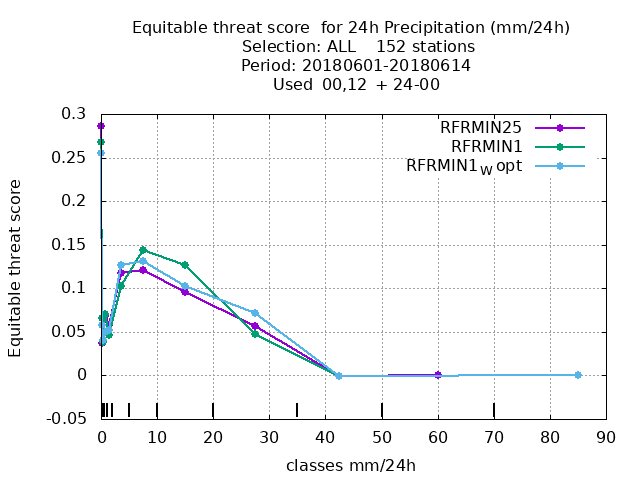 Equitable threat score  for 24h Precipitation (mm/24h)
Selection: ALL    152 stations
Period: 20180601-20180614
Used  00,12  + 24-00
RFRMIN25
RFRMIN1
RFRMIN1_W opt
0.3
0.25
0.2
0.15
0.1
0.05
0
-0.05
Equitable threat score
0 10 20 30 40 50 60 70 80 90
classes mm/24h